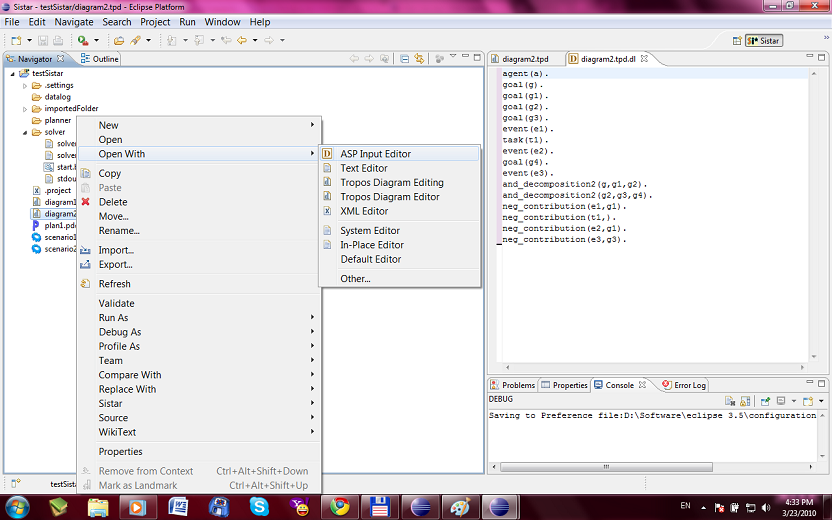 Sistar - testSistar/diagram2.tpd - Eclipse Platform
File Edit Navigate Search Project Run Window Help
Sistar
Navigator Outline
testSistar
.settings
datalog
importedFolder
planner
solver
solve
solve
start.
stdou
.project
diagram1
diagram2
plan1.pd
scenario1
scenario2
New
Open
Open With
Copy
Paste
Delete
Move...
Rename...
Import...
Export...
Refresh
Validate
Run As
Debug As
Profile As
Team
Compare With
Replace With
Sistar
Source
WikiText
Properties
Remove from Context Ctrl+Alt+Shift+Down
Mark as Landmark Ctrl+Alt+Shift+Up
ASP Input Editor
Text Editor
Tropos Diagram Editing
Tropos Diagram Editor
XML Editor
System Editor
In-Place Editor
Default Editor
Other...
diagram2.tpd diagram2.tpd.dl
agent(a).
goal(g).
goal(g1).
goal(g2).
goal(g3).
event(e1).
task(t1).
event(e2).
goal(g4).
event(e3).
and_decomposition2(g,g1,g2).
and_decomposition2(g2,g3,g4).
neg_contribution(e1,g1).
neg_contribution(t1,).
neg_contribution(e2,g1).
neg_contribution(e3,g3).
Problems Properties Console Error Log
DEBUG
Saving to Preference file:D:\Software\eclipse 3.5\configuration
testSist
EN
4:33 PM
3/23/2010